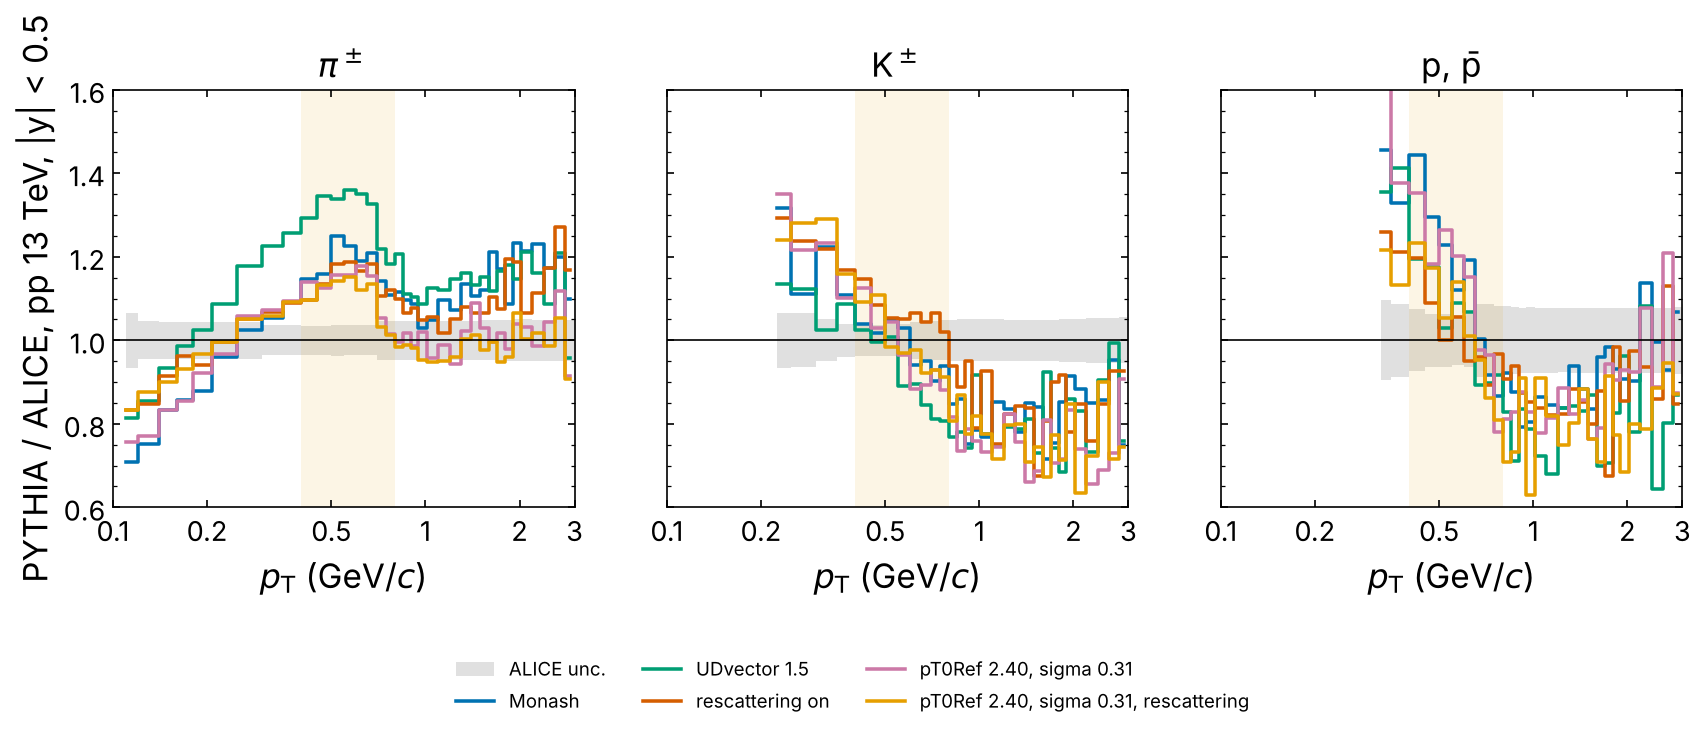 π±
K±
p, p̄
PYTHIA / ALICE, pp 13 TeV, |y| < 0.5
1.6
1.4
1.2
1.0
0.8
0.6
0.1 0.2 0.5 1 2 3
0.1 0.2 0.5 1 2 3
0.1 0.2 0.5 1 2 3
pT (GeV/c)
pT (GeV/c)
pT (GeV/c)
ALICE unc.
Monash
UDvector 1.5
rescattering on
pT0Ref 2.40, sigma 0.31
pT0Ref 2.40, sigma 0.31, rescattering